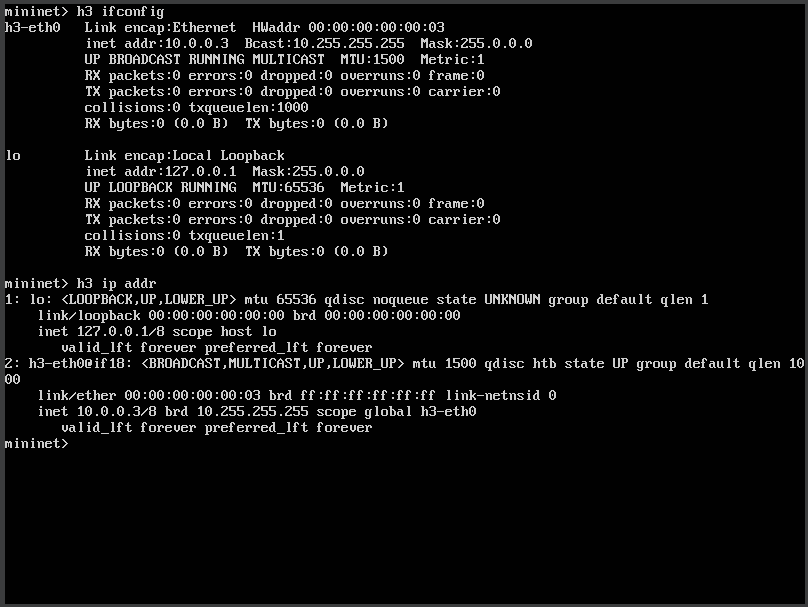 mininet> h3 ifconfig
h3-eth0   Link encap:Ethernet  HWaddr 00:00:00:00:00:03
          inet addr:10.0.0.3  Bcast:10.255.255.255  Mask:255.0.0.0
          UP BROADCAST RUNNING MULTICAST  MTU:1500  Metric:1
          RX packets:0 errors:0 dropped:0 overruns:0 frame:0
          TX packets:0 errors:0 dropped:0 overruns:0 carrier:0
          collisions:0 txqueuelen:1000
          RX bytes:0 (0.0 B)  TX bytes:0 (0.0 B)

lo        Link encap:Local Loopback
          inet addr:127.0.0.1  Mask:255.0.0.0
          UP LOOPBACK RUNNING  MTU:65536  Metric:1
          RX packets:0 errors:0 dropped:0 overruns:0 frame:0
          TX packets:0 errors:0 dropped:0 overruns:0 carrier:0
          collisions:0 txqueuelen:1
          RX bytes:0 (0.0 B)  TX bytes:0 (0.0 B)

mininet> h3 ip addr
1: lo: <LOOPBACK,UP,LOWER_UP> mtu 65536 qdisc noqueue state UNKNOWN group default qlen 1
    link/loopback 00:00:00:00:00:00 brd 00:00:00:00:00:00
    inet 127.0.0.1/8 scope host lo
       valid_lft forever preferred_lft forever
2: h3-eth0@if18: <BROADCAST,MULTICAST,UP,LOWER_UP> mtu 1500 qdisc htb state UP group default qlen 10
00
    link/ether 00:00:00:00:00:03 brd ff:ff:ff:ff:ff:ff link-netnsid 0
    inet 10.0.0.3/8 brd 10.255.255.255 scope global h3-eth0
       valid_lft forever preferred_lft forever
mininet>